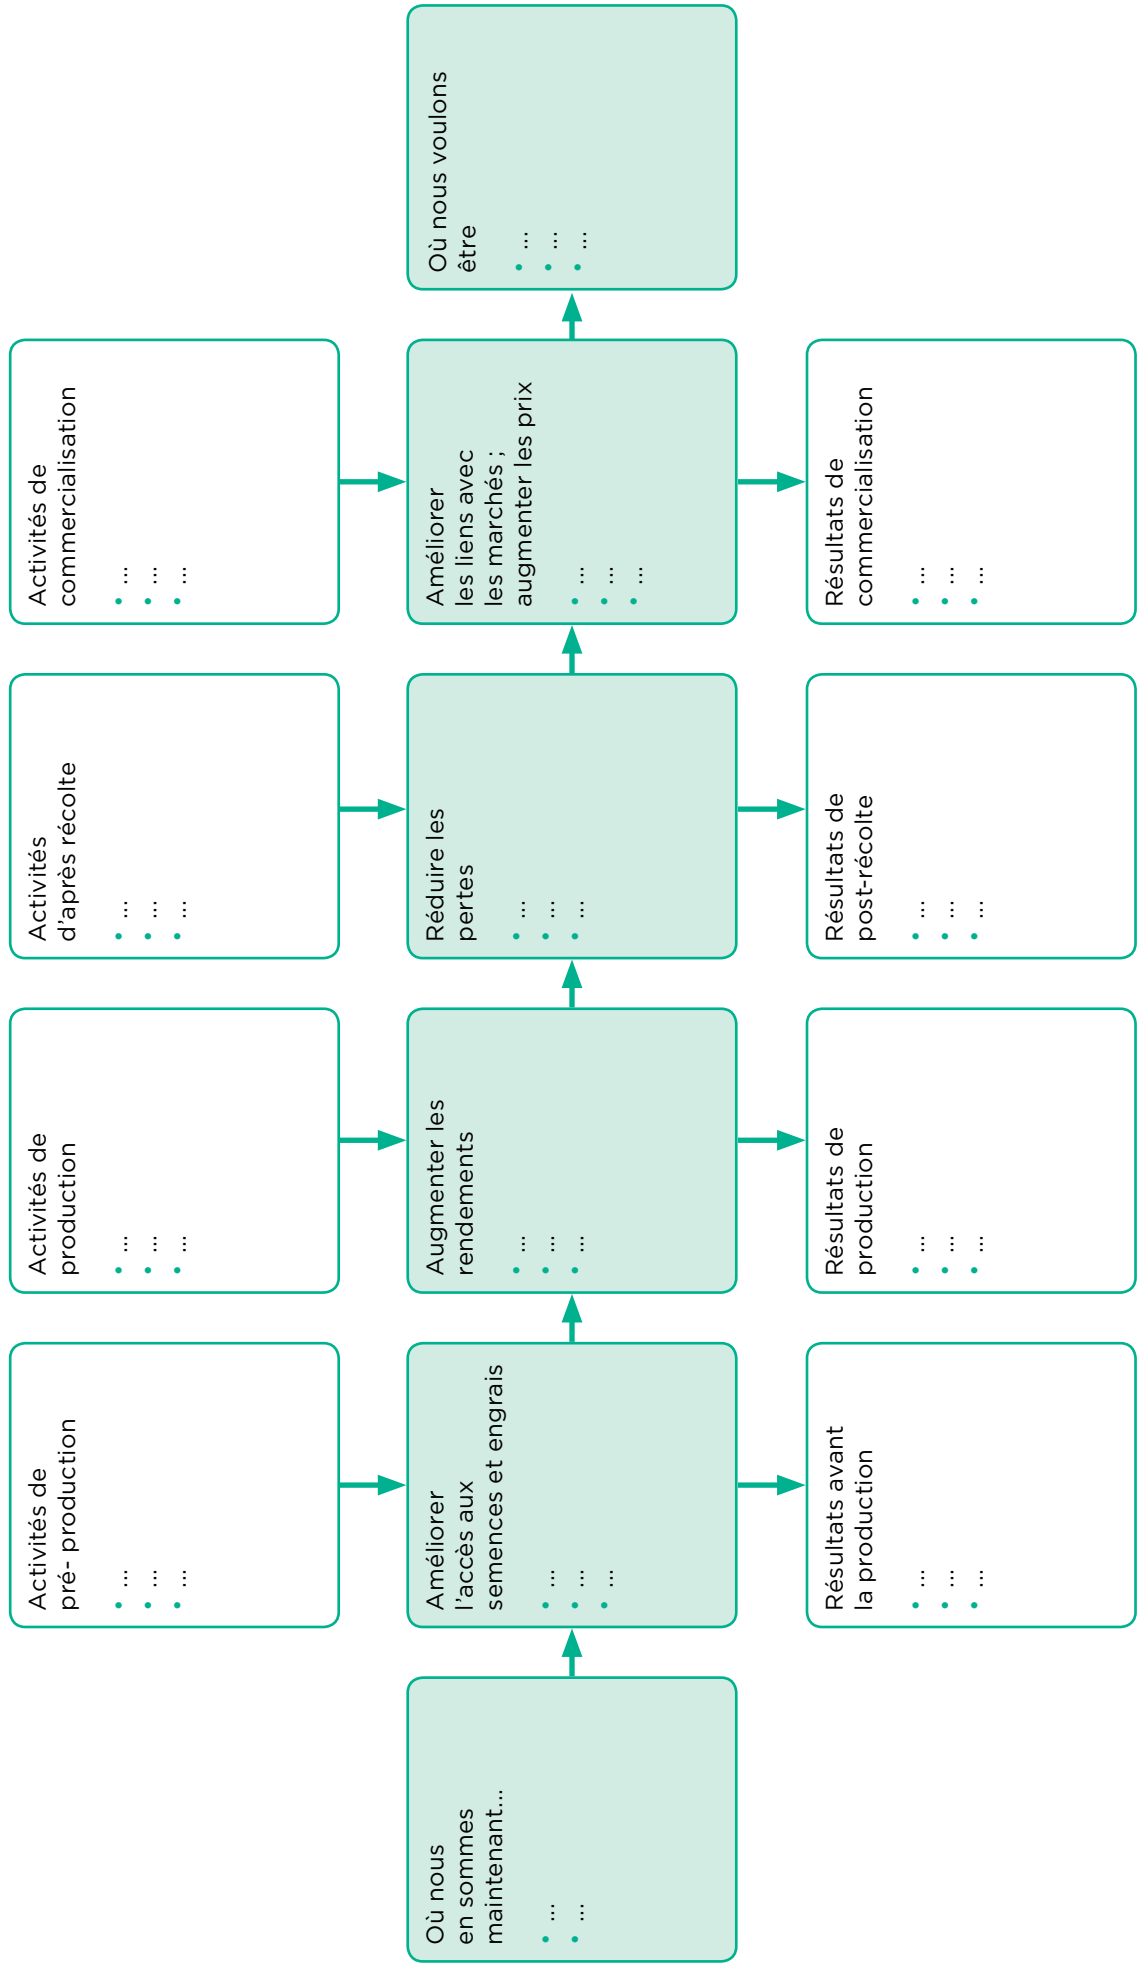 Activités de
pré- production
• ...
• ...
• ...
Activités de
production
• ...
• ...
• ...
Activités
d'après récolte
• ...
• ...
• ...
Activités de
commercialisation
• ...
• ...
• ...
Où nous
en sommes
maintenant...
• ...
• ...
Améliorer
l'accès aux
semences et engrais
• ...
• ...
• ...
Augmenter les
rendements
• ...
• ...
• ...
Réduire les
pertes
• ...
• ...
• ...
Améliorer
les liens avec
les marchés ;
augmenter les prix
• ...
• ...
• ...
Où nous voulons
être
• ...
• ...
• ...
Résultats avant
la production
• ...
• ...
• ...
Résultats de
production
• ...
• ...
• ...
Résultats de
post-récolte
• ...
• ...
• ...
Résultats de
commercialisation
• ...
• ...
• ...